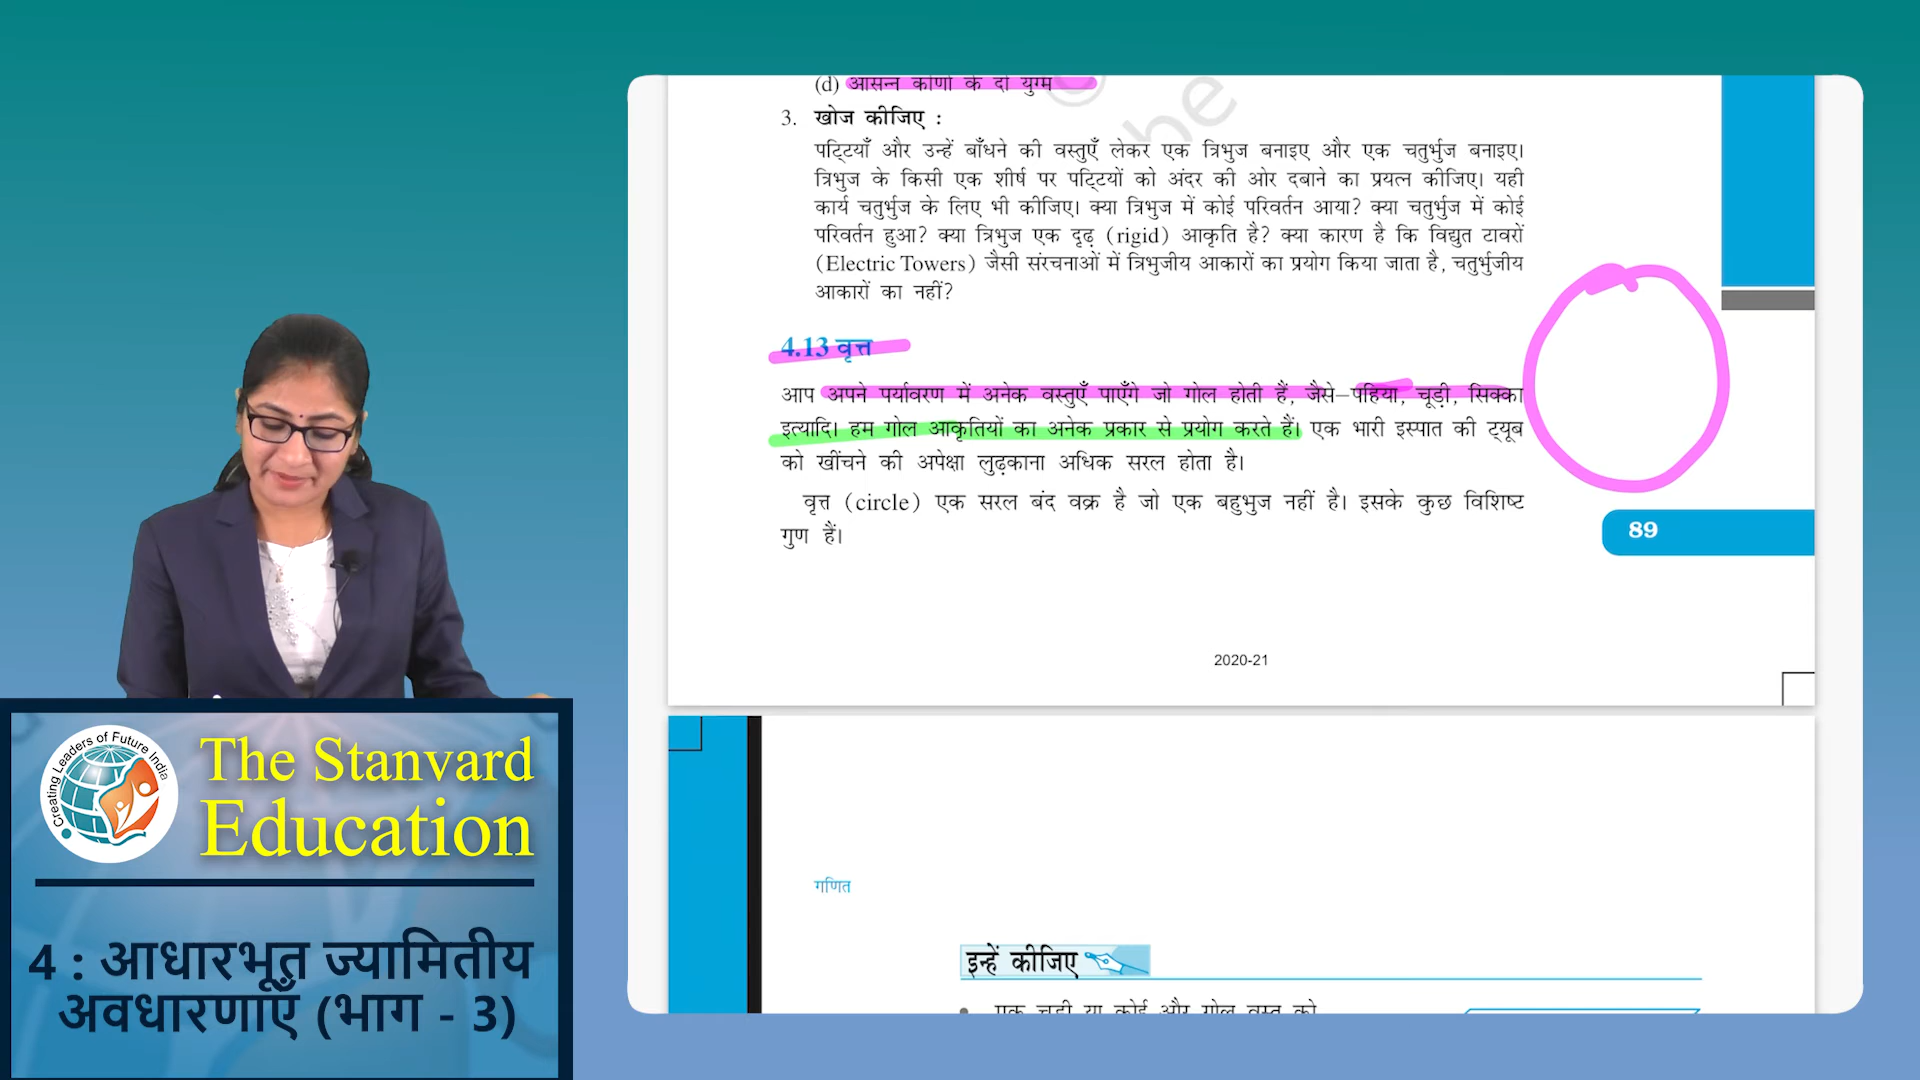 (d) आसन्न कोणों के दो युग्म
3. खोज कीजिए :
पट्टियाँ और उन्हें बाँधने की वस्तुएँ लेकर एक त्रिभुज बनाइए और एक चतुर्भुज बनाइए।
त्रिभुज के किसी एक शीर्ष पर पट्टियों को अंदर की ओर दबाने का प्रयत्न कीजिए। यही
कार्य चतुर्भुज के लिए भी कीजिए। क्या त्रिभुज में कोई परिवर्तन आया? क्या चतुर्भुज में कोई
परिवर्तन हुआ? क्या त्रिभुज एक दृढ़ (rigid) आकृति है? क्या कारण है कि विद्युत टावरों
(Electric Towers) जैसी संरचनाओं में त्रिभुजीय आकारों का प्रयोग किया जाता है, चतुर्भुजीय
आकारों का नहीं?
4.13 वृत्त
आप अपने पर्यावरण में अनेक वस्तुएँ पाएँगे जो गोल होती हैं, जैसे–पहिया, चूड़ी, सिक्का
इत्यादि। हम गोल आकृतियों का अनेक प्रकार से प्रयोग करते हैं। एक भारी इस्पात की ट्यूब
को खींचने की अपेक्षा लुढ़काना अधिक सरल होता है।
वृत्त (circle) एक सरल बंद वक्र है जो एक बहुभुज नहीं है। इसके कुछ विशिष्ट
गुण हैं।
89
2020-21
गणित
इन्हें कीजिए
• एक चूड़ी या कोई और गोल वस्तु को
be
Creating Leaders of Future India
The Stanvard
Education
4 : आधारभूत ज्यामितीय
अवधारणाएँ (भाग - 3)